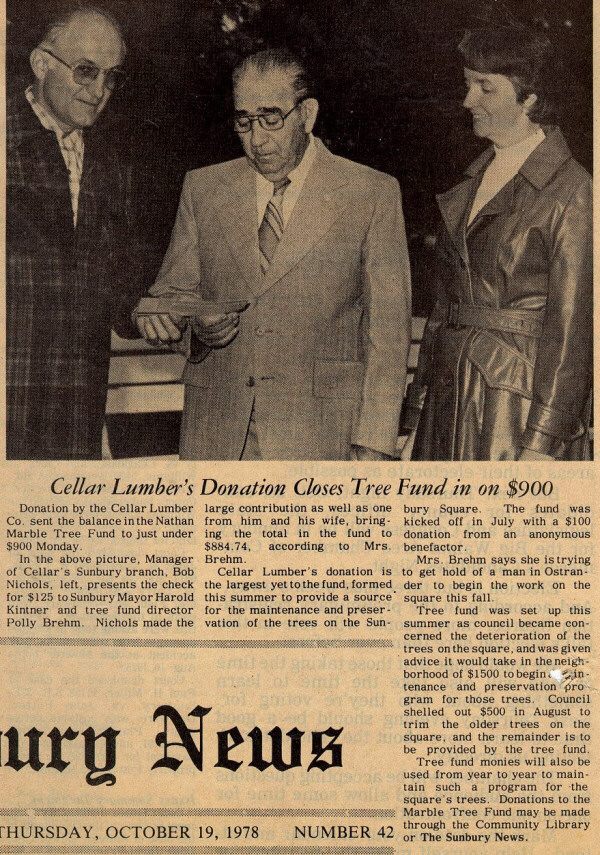 Cellar Lumber's Donation Closes Tree Fund in on $900
Donation by the Cellar Lumber
Co. sent the balance in the Nathan
Marble Tree Fund to just under
$900 Monday.
In the above picture, Manager
of Cellar's Sunbury branch, Bob
Nichols, left, presents the check
for $125 to Sunbury Mayor Harold
Kintner and tree fund director
Polly Brehm. Nichols made the
large contribution as well as one
from him and his wife, bring-
ing the total in the fund to
$884.74, according to Mrs.
Brehm.
Cellar Lumber's donation is
the largest yet to the fund, formed
this summer to provide a source
for the maintenance and preser-
vation of the trees on the Sun-
bury Square. The fund was
kicked off in July with a $100
donation from an anonymous
benefactor.
Mrs. Brehm says she is trying
to get hold of a man in Ostran-
der to begin the work on the
square this fall.
Tree fund was set up this
summer as council became con-
cerned the deterioration of the
trees on the square, and was given
advice it would take in the neigh-
borhood of $1500 to begin
intenance and preservation pro-
gram for those trees. Council
shelled out $500 in August to
trim the older trees on the
square, and the remainder is to
be provided by the tree fund.
Tree fund monies will also be
used from year to year to main-
tain such a program for the
square's trees. Donations to the
Marble Tree Fund may be made
through the Community Library
or The Sunbury News.
bury News
THURSDAY, OCTOBER 19, 1978 NUMBER 42